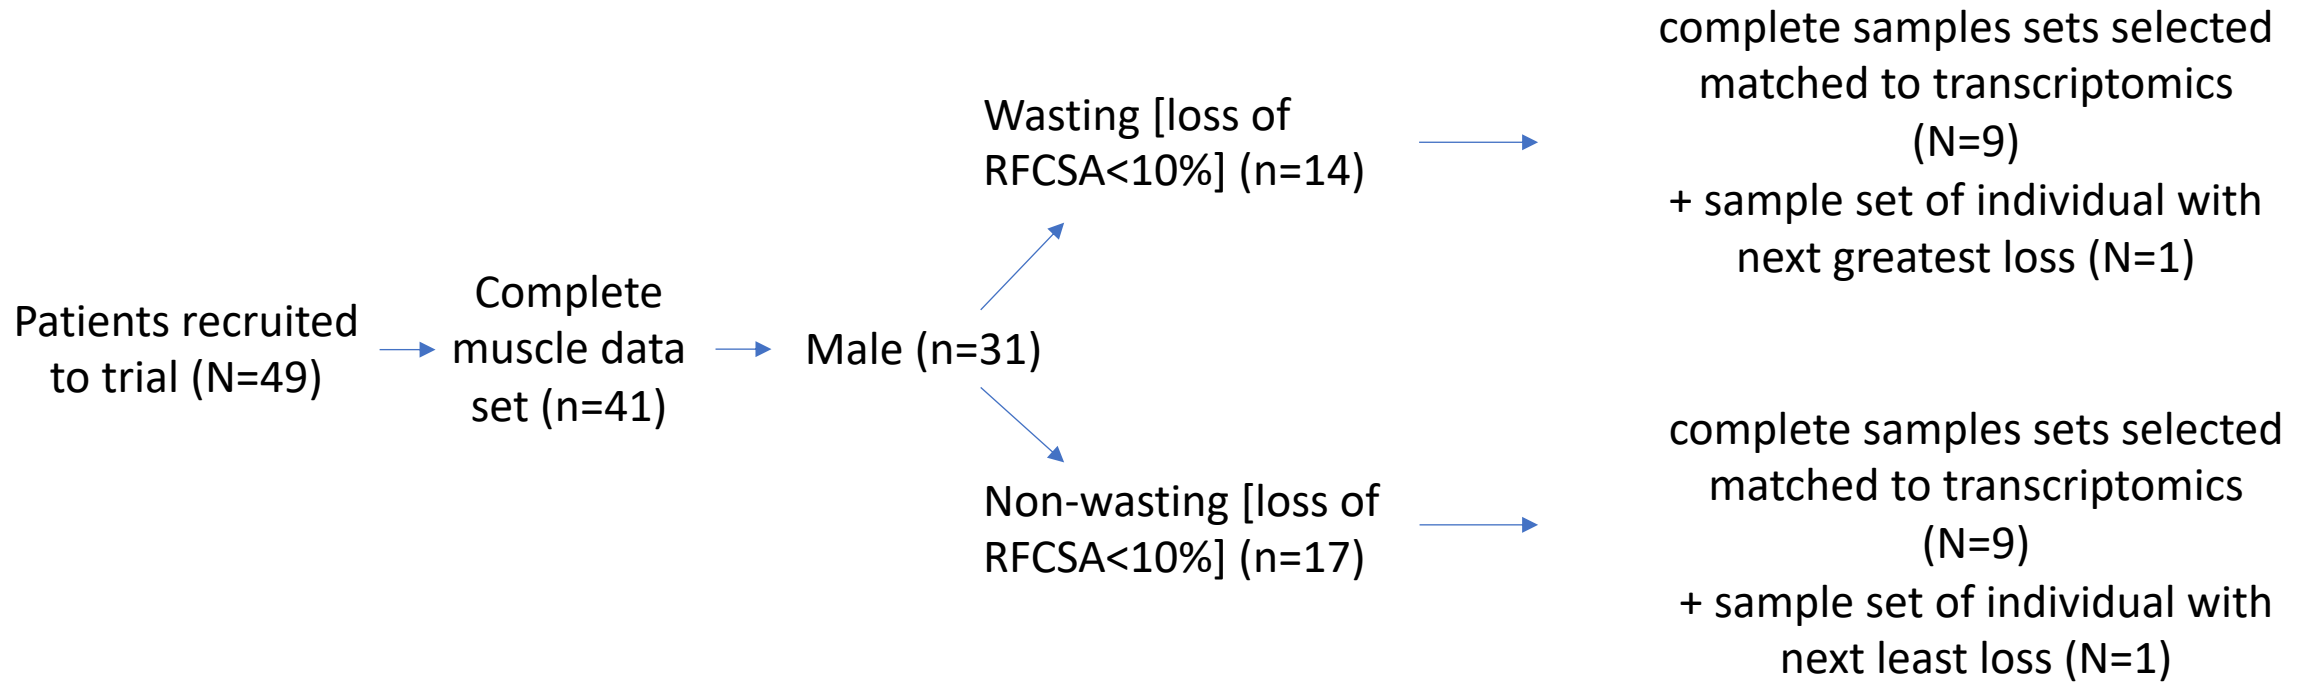 Patients recruited
to trial (N=49)
Complete
muscle data
set (n=41)
Male (n=31)
Wasting [loss of
RFCSA<10%] (n=14)
complete samples sets selected
matched to transcriptomics
(N=9)
+ sample set of individual with
next greatest loss (N=1)
Non-wasting [loss of
RFCSA<10%] (n=17)
complete samples sets selected
matched to transcriptomics
(N=9)
+ sample set of individual with
next least loss (N=1)